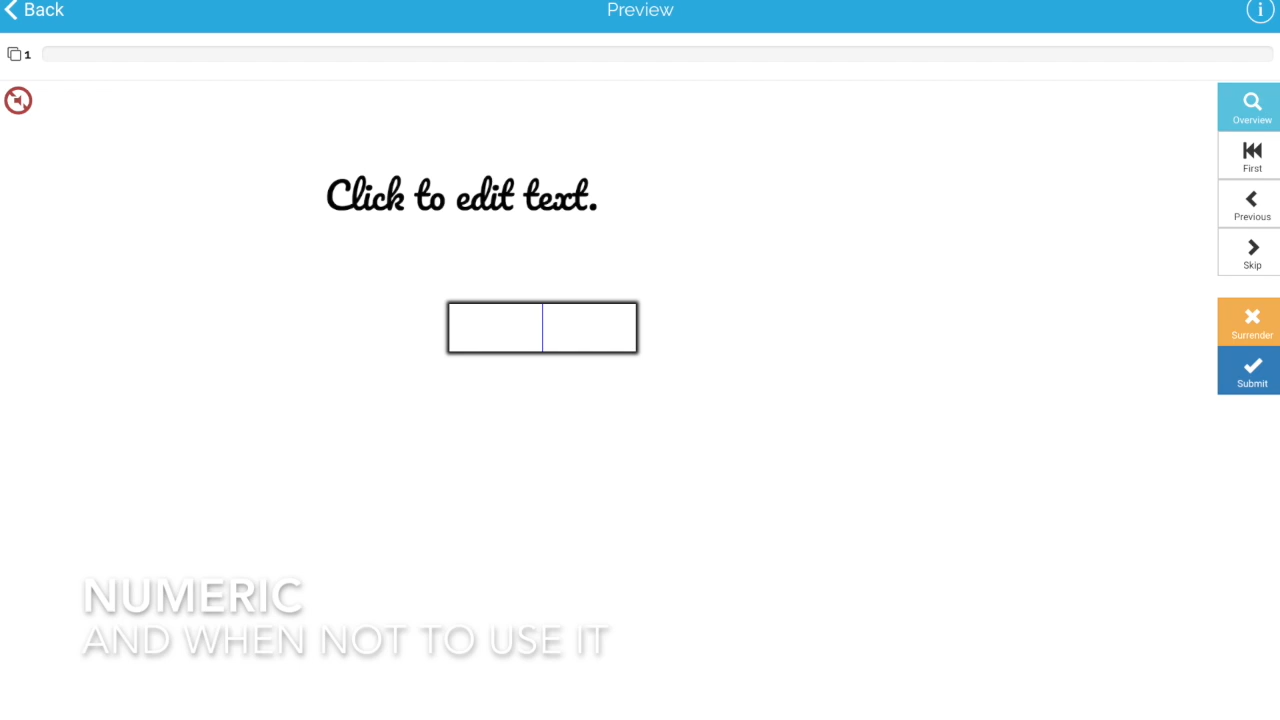 Back
Preview
i
1
Overview
Click to edit text.
First
Previous
Skip
Surrender
Submit
NUMERIC
AND WHEN NOT TO USE IT